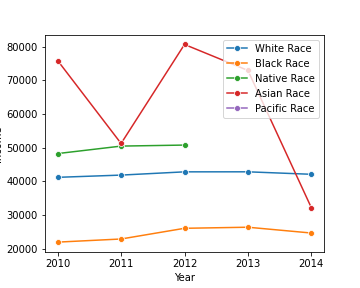 White Race
Black Race
Native Race
Asian Race
Pacific Race
80000
70000
60000
50000
40000
30000
20000
2010 2011 2012 2013 2014
Year